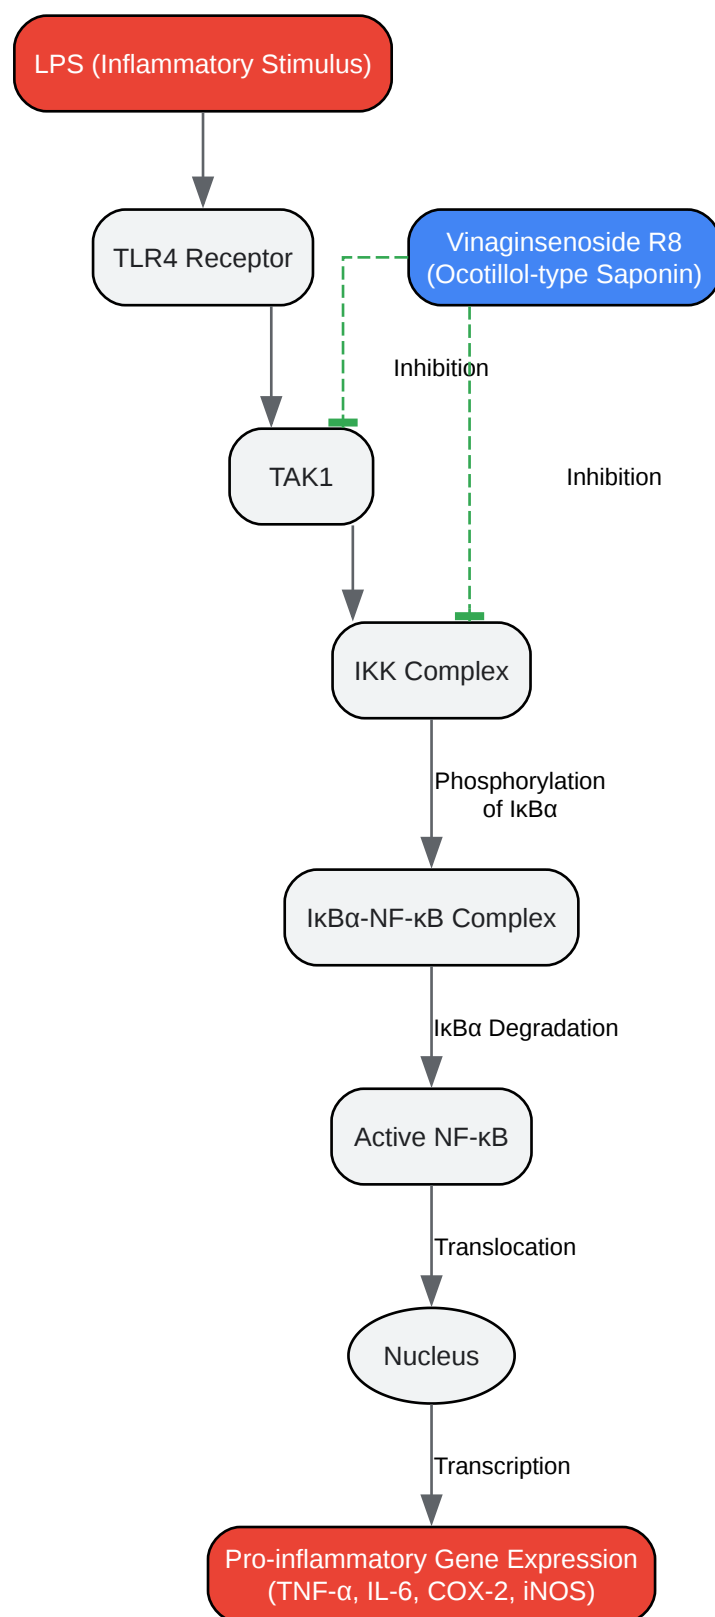 LPS (Inflammatory Stimulus)
TLR4 Receptor
Vinaginsenoside R8
(Ocotillol-type Saponin)
Inhibition
TAK1
Inhibition
IKK Complex
Phosphorylation
of IκBα
IκBα-NF-κB Complex
IκBα Degradation
Active NF-κB
Translocation
Nucleus
Transcription
Pro-inflammatory Gene Expression
(TNF-α, IL-6, COX-2, iNOS)